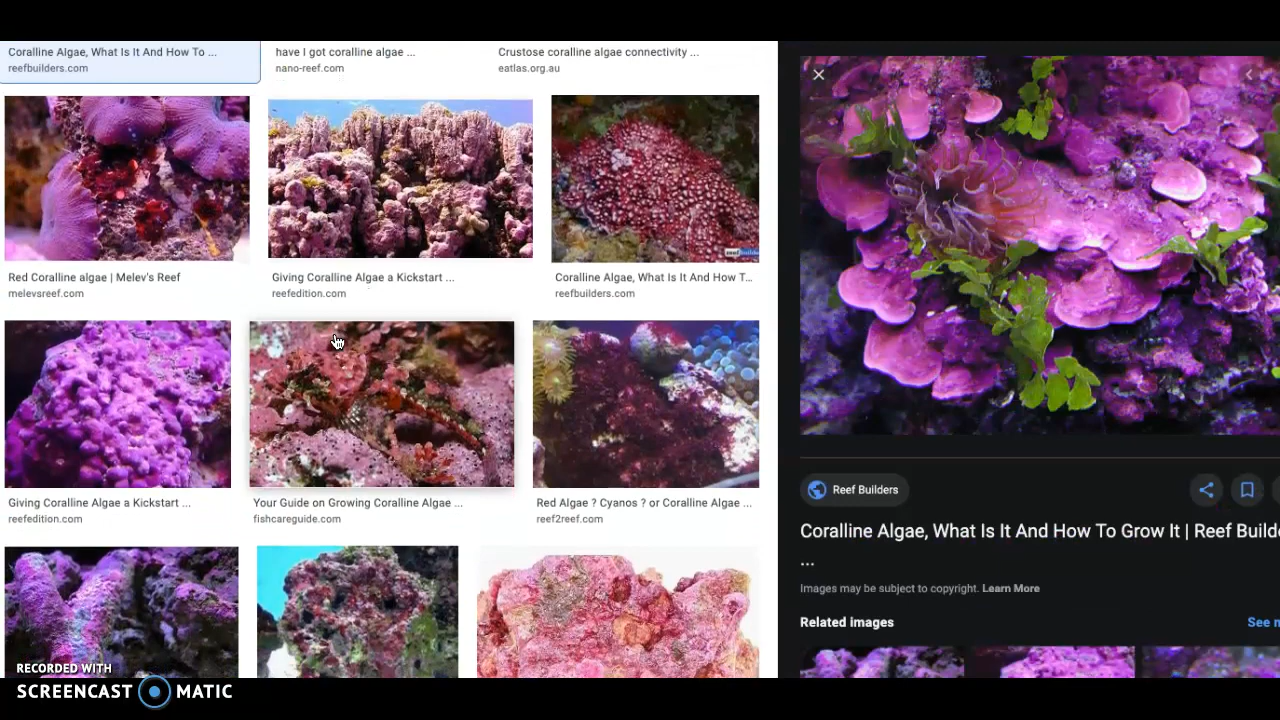 Coralline Algae, What Is It And How To ...
reefbuilders.com
have I got coralline algae ...
nano-reef.com
Crustose coralline algae connectivity ...
eatlas.org.au
Red Coralline algae | Melev's Reef
melevsreef.com
Giving Coralline Algae a Kickstart ...
reefedition.com
Coralline Algae, What Is It And How T...
reefbuilders.com
Giving Coralline Algae a Kickstart ...
reefedition.com
Your Guide on Growing Coralline Algae ...
fishcareguide.com
Red Algae ? Cyanos ? or Coralline Algae ...
reef2reef.com
Reef Builders
Coralline Algae, What Is It And How To Grow It | Reef Builde
...
Images may be subject to copyright. Learn More
Related images
See m
RECORDED WITH
SCREENCAST MATIC